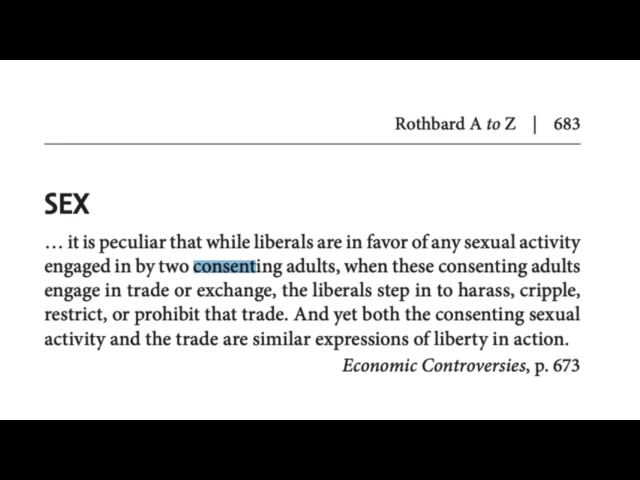 Rothbard A to Z | 683
SEX
… it is peculiar that while liberals are in favor of any sexual activity
engaged in by two consenting adults, when these consenting adults
engage in trade or exchange, the liberals step in to harass, cripple,
restrict, or prohibit that trade. And yet both the consenting sexual
activity and the trade are similar expressions of liberty in action.
Economic Controversies, p. 673